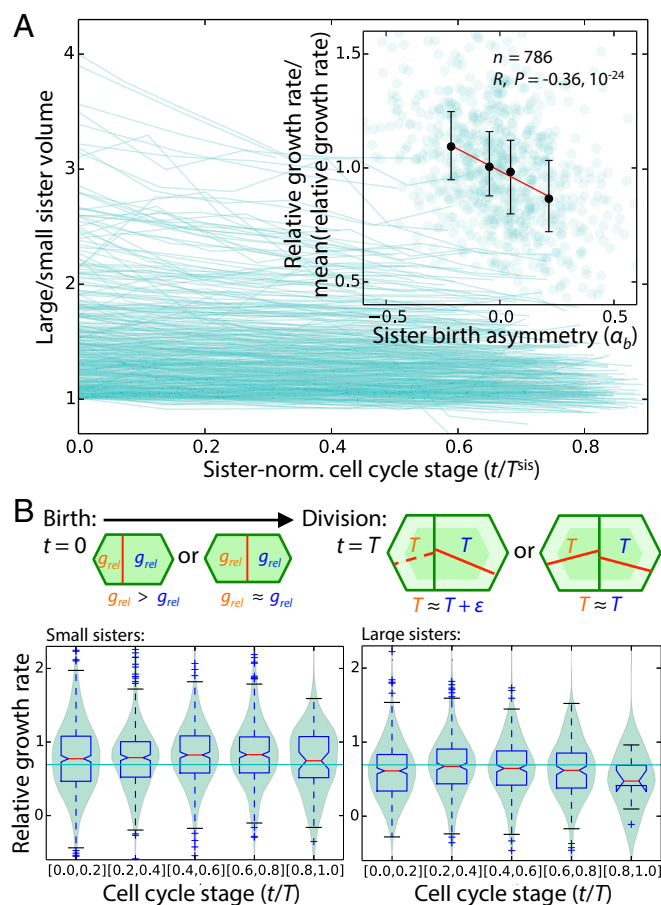 A
Large/small sister volume
4
3
2
1
0.0 0.2 0.4 0.6 0.8
Sister-norm. cell cycle stage (t/Tˢⁱˢ)
Relative growth rate/
mean(relative growth rate)
1.5
1.0
0.5
n = 786
R, P = -0.36, 10⁻²⁴
−0.5 0.0 0.5
Sister birth asymmetry (α_b)
B
Birth:
t = 0
g_rel g_rel or g_rel g_rel
g_rel > g_rel g_rel ≈ g_rel
Division:
t = T
T T or T T
T ≈ T + ε T ≈ T
Small sisters:
Relative growth rate
2
1
0
[0.0,0.2] [0.2,0.4] [0.4,0.6] [0.6,0.8] [0.8,1.0]
Cell cycle stage (t/T)
Large sisters:
2
1
0
[0.0,0.2] [0.2,0.4] [0.4,0.6] [0.6,0.8] [0.8,1.0]
Cell cycle stage (t/T)